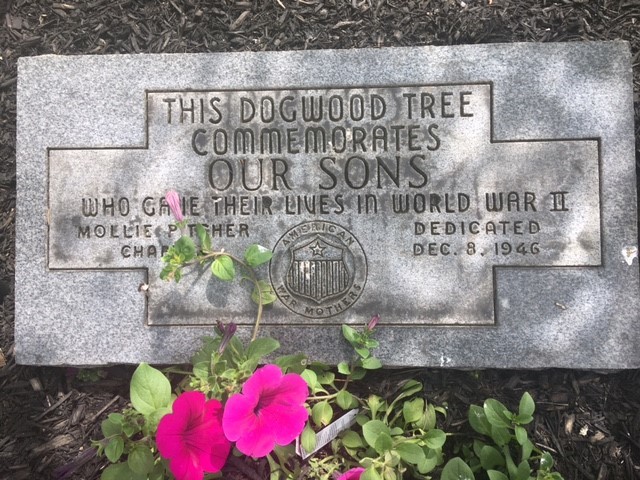 THIS DOGWOOD TREE
COMMEMORATES
OUR SONS
WHO GAVE THEIR LIVES IN WORLD WAR II
MOLLIE PITCHER
DEDICATED
DEC. 8, 1946
AMERICAN
WAR MOTHERS